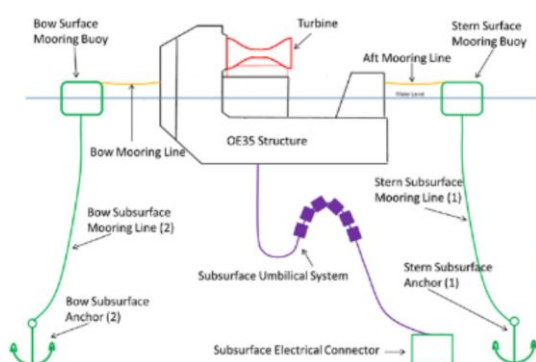 Bow Surface
Mooring Buoy
Turbine
Stern Surface
Mooring Buoy
Aft Mooring Line
Water Level
Bow Mooring Line
OE35 Structure
Bow Subsurface
Mooring Line (2)
Stern Subsurface
Mooring Line (1)
Subsurface Umbilical System
Bow Subsurface
Anchor (2)
Stern Subsurface
Anchor (1)
Subsurface Electrical Connector